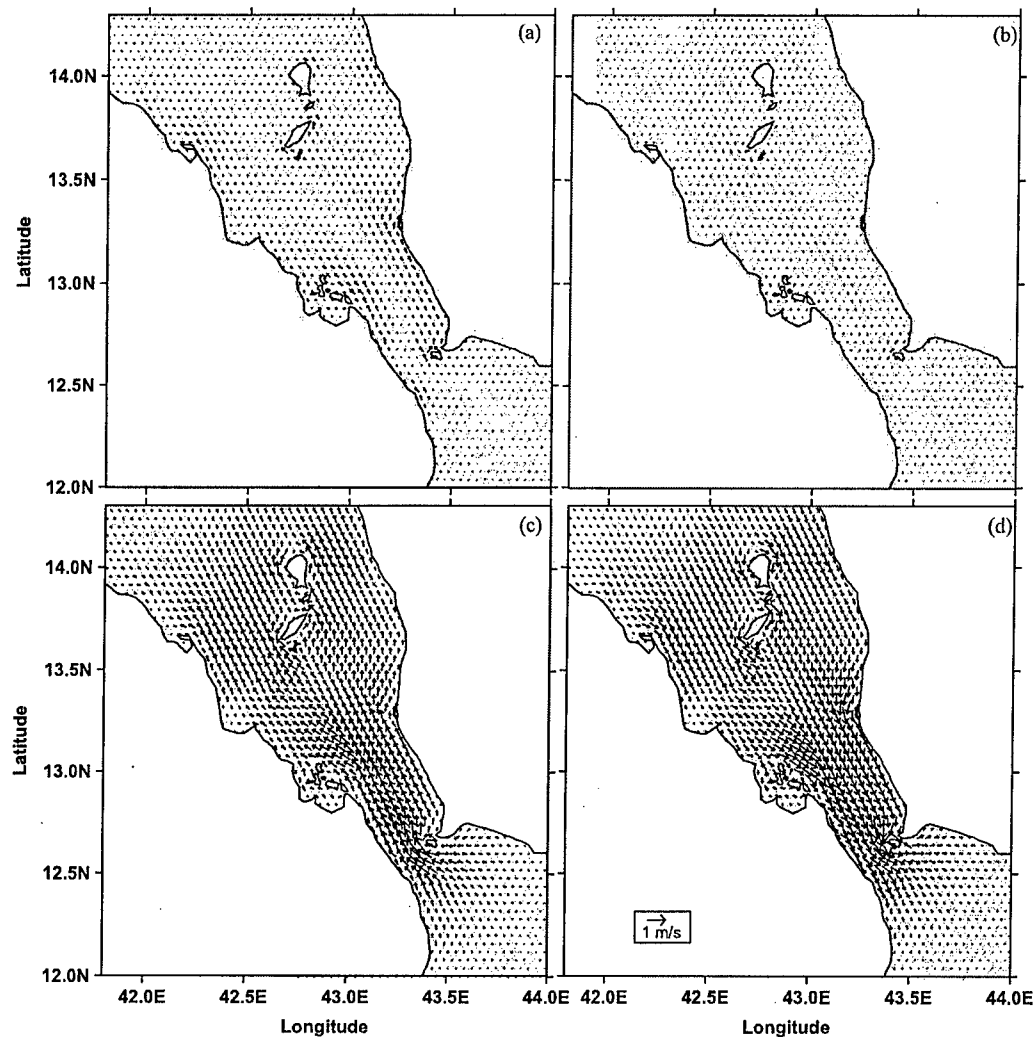 (a)
(b)
14.0N
13.5N
13.0N
12.5N
12.0N
Latitude
(c)
(d)
14.0N
13.5N
13.0N
12.5N
12.0N
Latitude
1 m/s
42.0E
42.5E
43.0E
43.5E
44.0E
42.0E
42.5E
43.0E
43.5E
44.0E
Longitude
Longitude